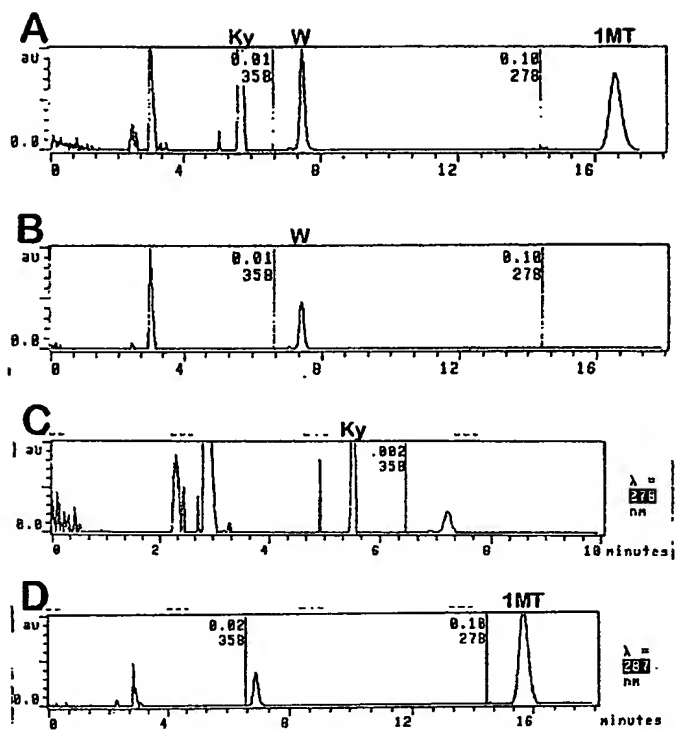 A
Ky W 1MT
au
0.01
358
0.10
278
0.0
0 4 8 12 16
B
W
au
0.01
358
0.10
278
0.0
0 4 8 12 16
C
Ky
au
.002
358
λ =
278
nm
0.0
0 2 4 6 8 10 minutes
D
1MT
au
0.02
358
0.10
278
λ =
287
nm
0.0
0 4 8 12 16 minutes